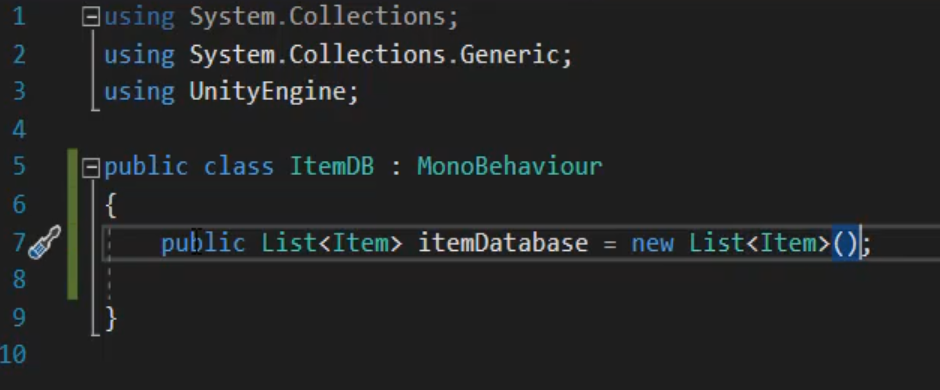 1 using System.Collections;
2 using System.Collections.Generic;
3 using UnityEngine;
4
5 public class ItemDB : MonoBehaviour
6 {
7 public List<Item> itemDatabase = new List<Item>();
8
9 }
10